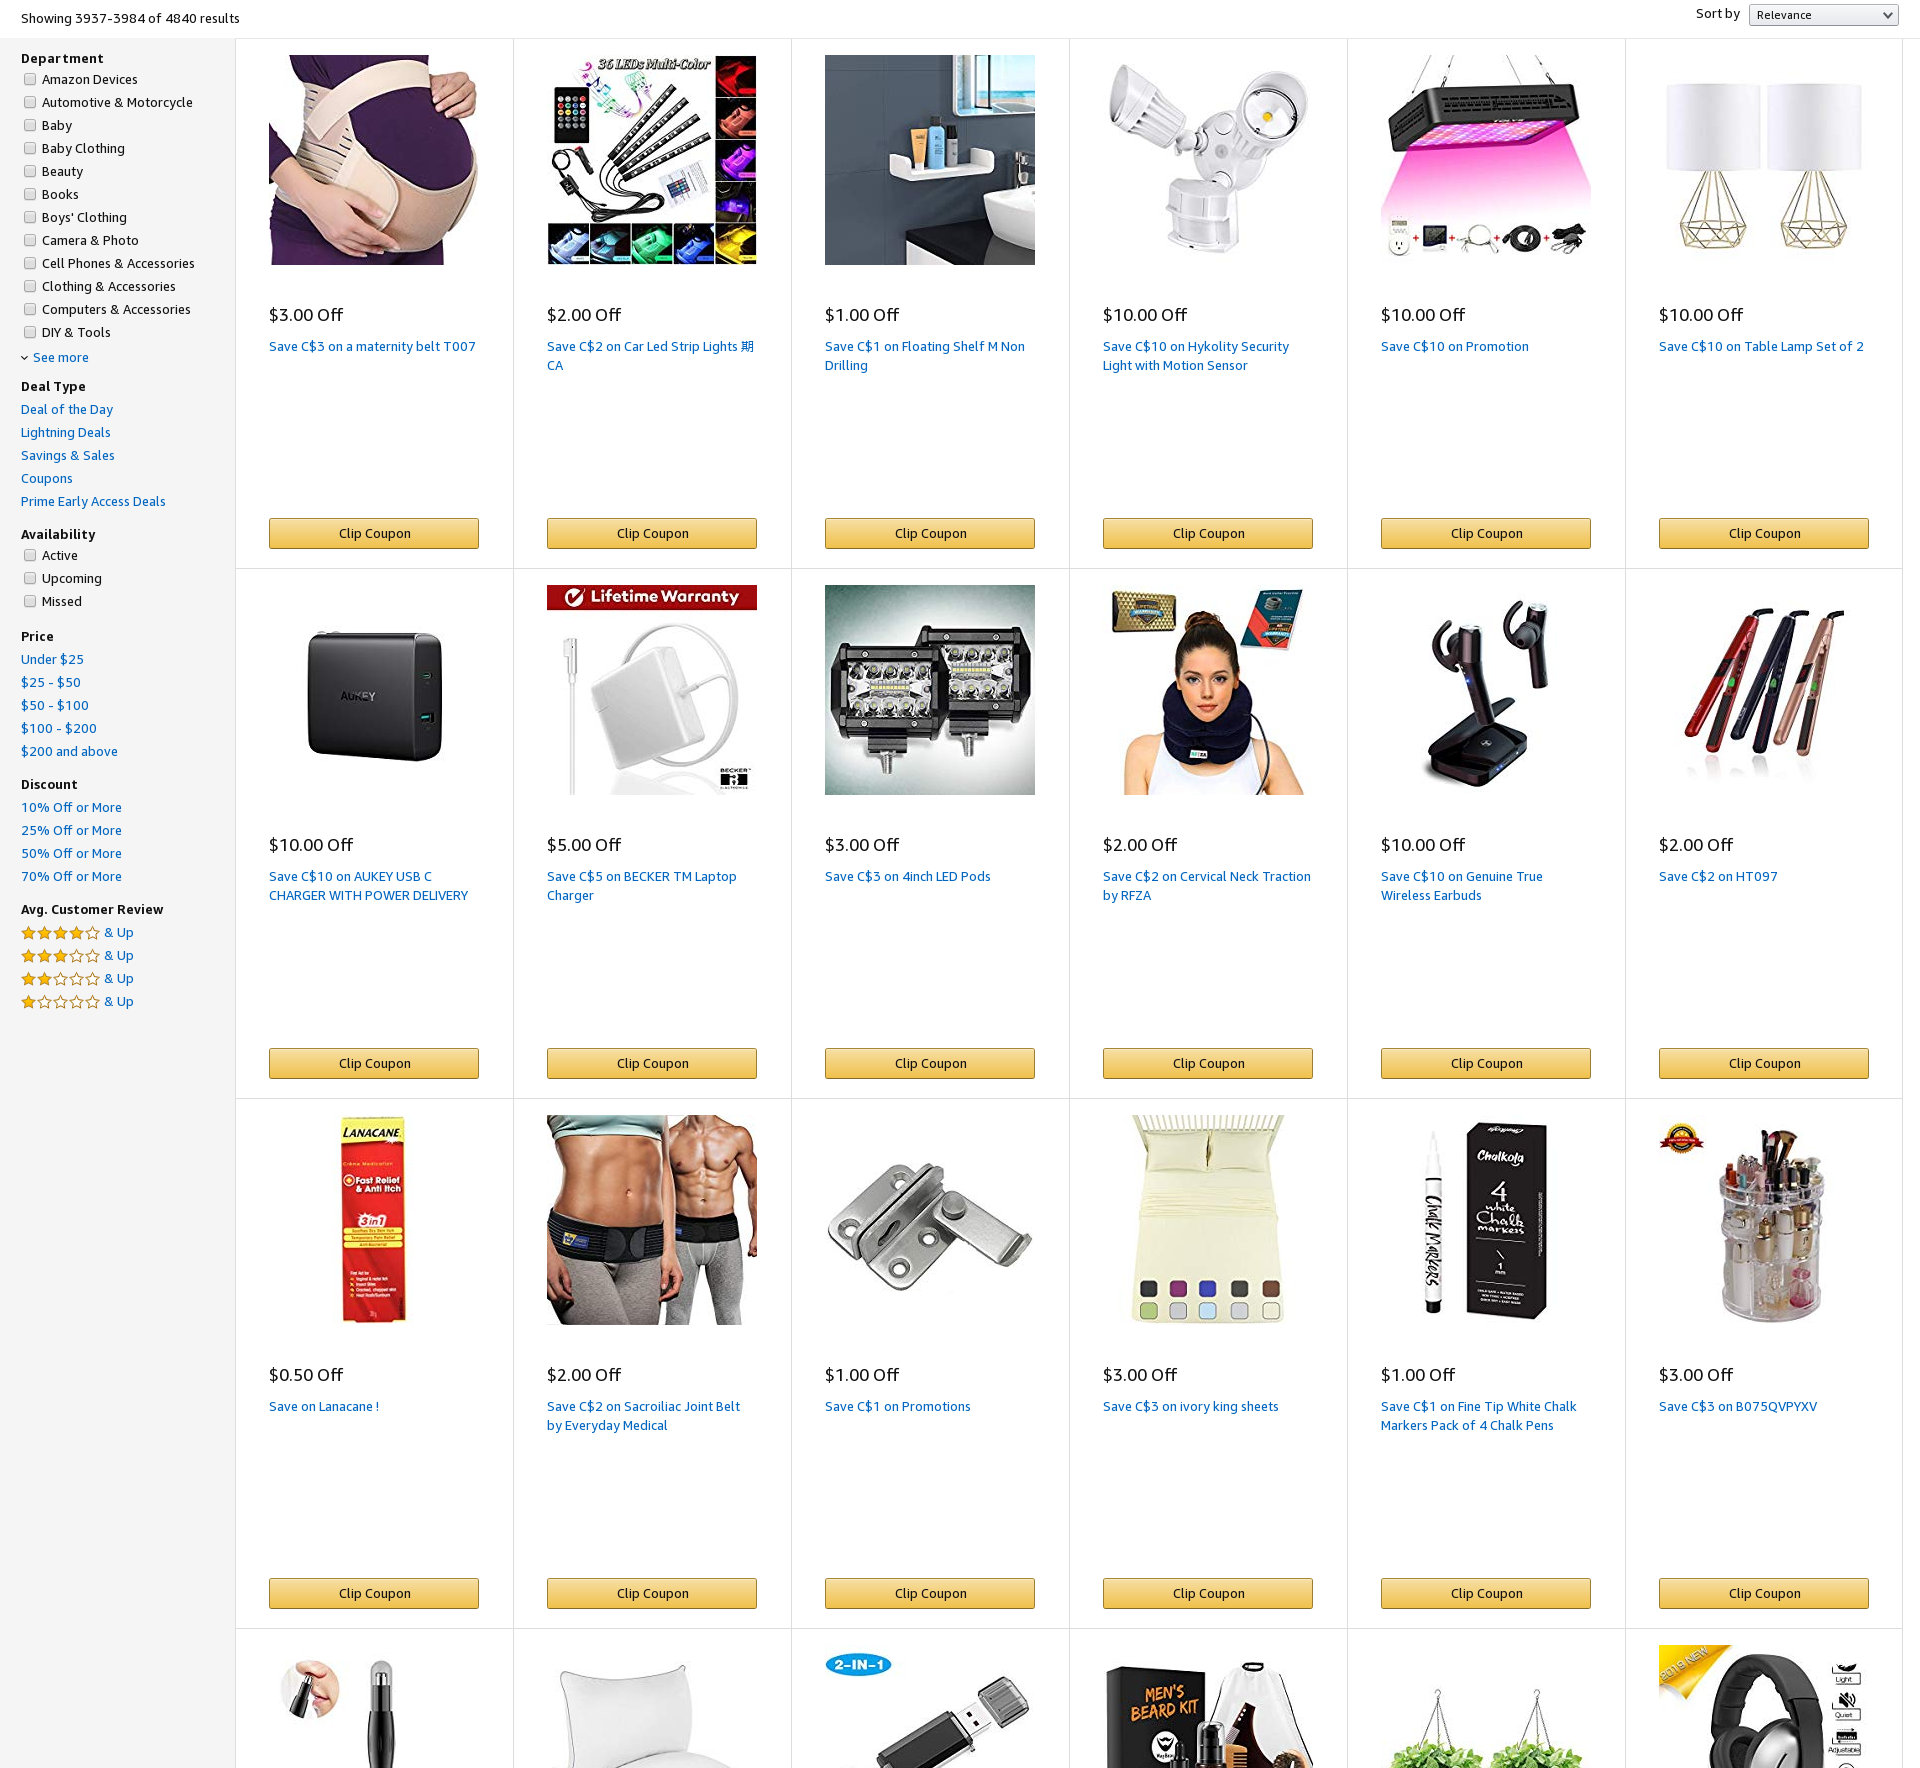 Showing 3937-3984 of 4840 results
Sort by Relevance
Department
Amazon Devices
Automotive & Motorcycle
Baby
Baby Clothing
Beauty
Books
Boys' Clothing
Camera & Photo
Cell Phones & Accessories
Clothing & Accessories
Computers & Accessories
DIY & Tools
See more
Deal Type
Deal of the Day
Lightning Deals
Savings & Sales
Coupons
Prime Early Access Deals
Availability
Active
Upcoming
Missed
Price
Under $25
$25 - $50
$50 - $100
$100 - $200
$200 and above
Discount
10% Off or More
25% Off or More
50% Off or More
70% Off or More
Avg. Customer Review
& Up
& Up
& Up
& Up
$3.00 Off
Save C$3 on a maternity belt T007
Clip Coupon
36 LEDs Multi-Color
$2.00 Off
Save C$2 on Car Led Strip Lights 期
CA
Clip Coupon
$1.00 Off
Save C$1 on Floating Shelf M Non
Drilling
Clip Coupon
$10.00 Off
Save C$10 on Hykolity Security
Light with Motion Sensor
Clip Coupon
$10.00 Off
Save C$10 on Promotion
Clip Coupon
$10.00 Off
Save C$10 on Table Lamp Set of 2
Clip Coupon
AUKEY
$10.00 Off
Save C$10 on AUKEY USB C
CHARGER WITH POWER DELIVERY
Clip Coupon
Lifetime Warranty
BECKER
$5.00 Off
Save C$5 on BECKER TM Laptop
Charger
Clip Coupon
$3.00 Off
Save C$3 on 4inch LED Pods
Clip Coupon
$2.00 Off
Save C$2 on Cervical Neck Traction
by RFZA
Clip Coupon
$10.00 Off
Save C$10 on Genuine True
Wireless Earbuds
Clip Coupon
$2.00 Off
Save C$2 on HT097
Clip Coupon
LANACANE
Crème Medication
Fast Relief
& Anti Itch
3 in 1
$0.50 Off
Save on Lanacane !
Clip Coupon
$2.00 Off
Save C$2 on Sacroiliac Joint Belt
by Everyday Medical
Clip Coupon
$1.00 Off
Save C$1 on Promotions
Clip Coupon
$3.00 Off
Save C$3 on ivory king sheets
Clip Coupon
Chalk Markers
Chalkola
4
white
Chalk
markers
1
mm
$1.00 Off
Save C$1 on Fine Tip White Chalk
Markers Pack of 4 Chalk Pens
Clip Coupon
$3.00 Off
Save C$3 on B075QVPYXV
Clip Coupon
2-IN-1
MEN'S
BEARD KIT
2019 NEW
Light
Quiet
Adjustable